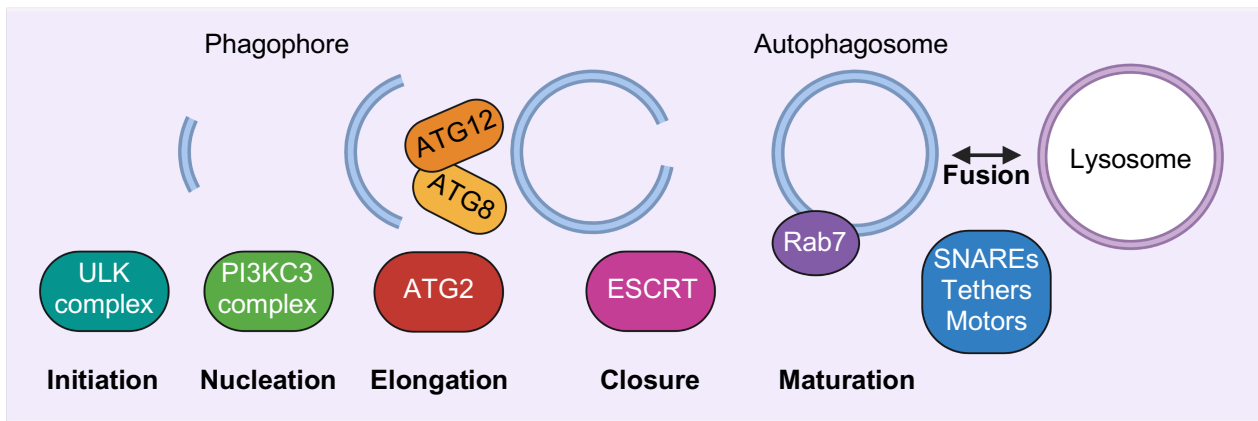 Phagophore
Autophagosome
ATG12
ATG8
Fusion
Lysosome
Rab7
ULK
complex
PI3KC3
complex
ATG2
ESCRT
SNAREs
Tethers
Motors
Initiation
Nucleation
Elongation
Closure
Maturation